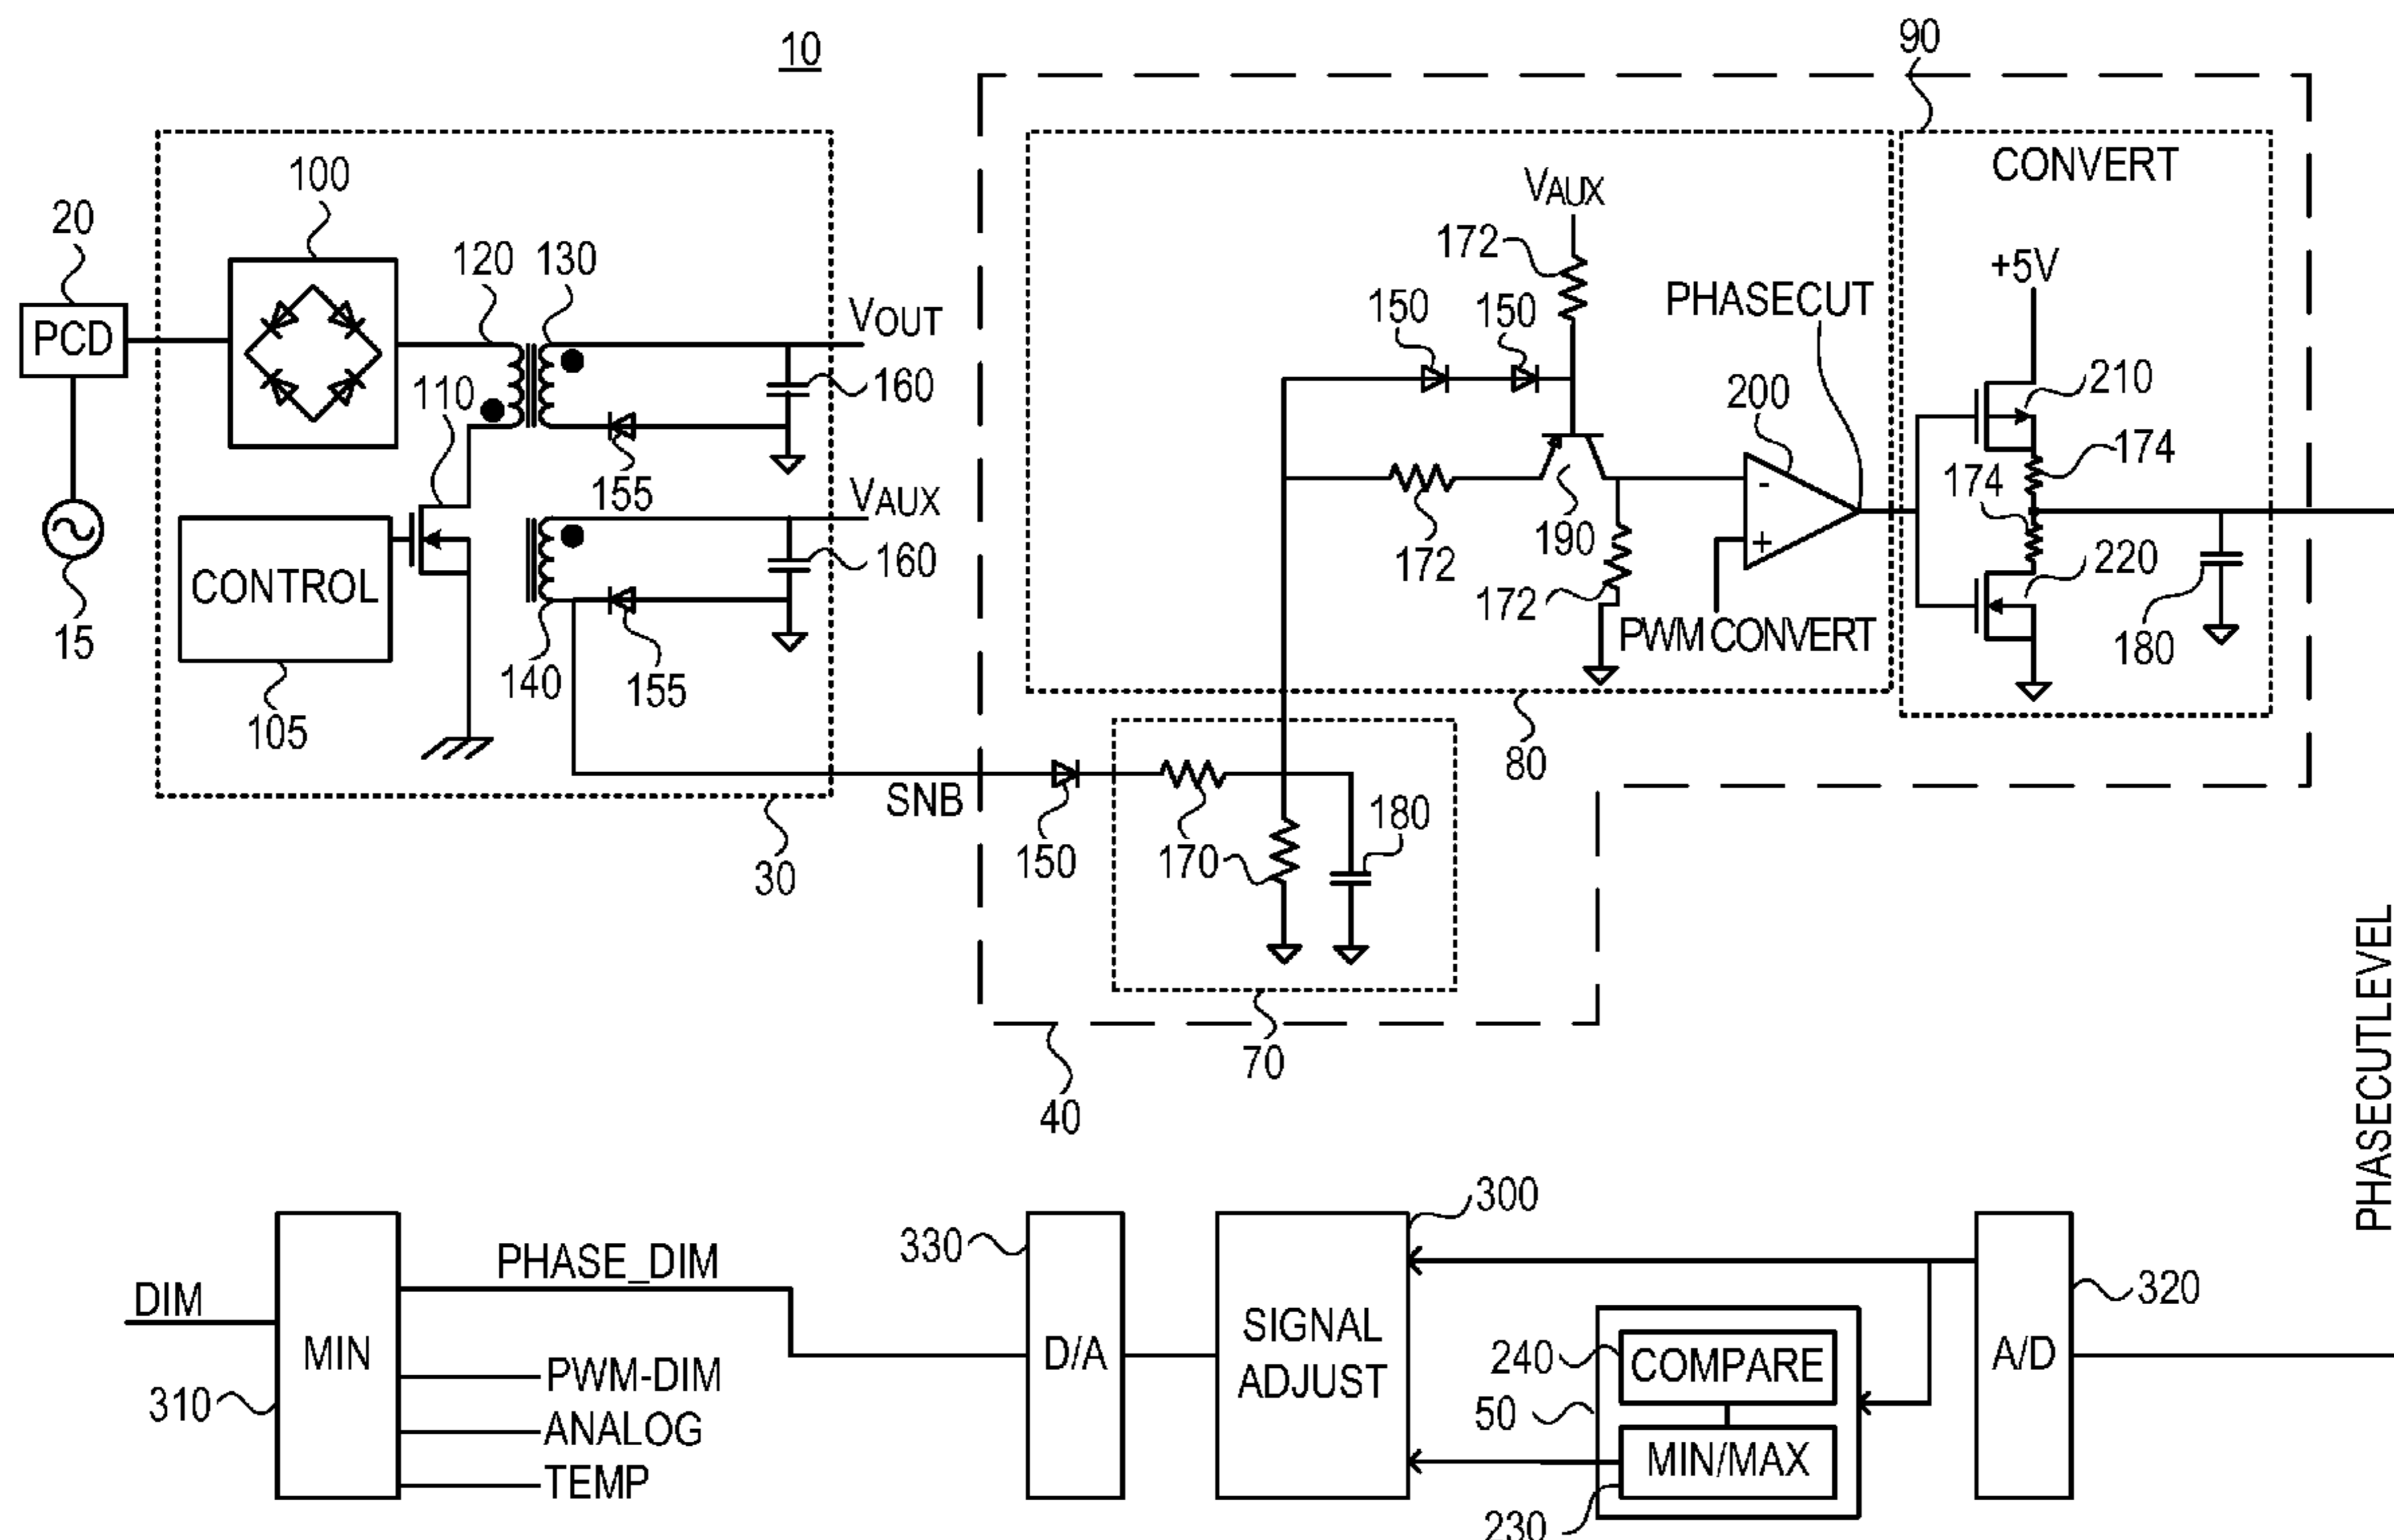 10
90
CONVERT
100
VAUX
20
120
130
172
+5V
PHASECUT
150
150
VOUT
PCD
210
110
160
200
174
-
155
174
VAUX
190
+
160
220
CONTROL
172
172
15
PWM CONVERT
180
140
155
105
80
SNB
30
150
170
180
70
40
PHASECUTLEVEL
300
330
PHASE_DIM
320
DIM
SIGNAL
ADJUST
MIN
D/A
240
COMPARE
A/D
PWM-DIM
310
50
ANALOG
MIN/MAX
TEMP
230